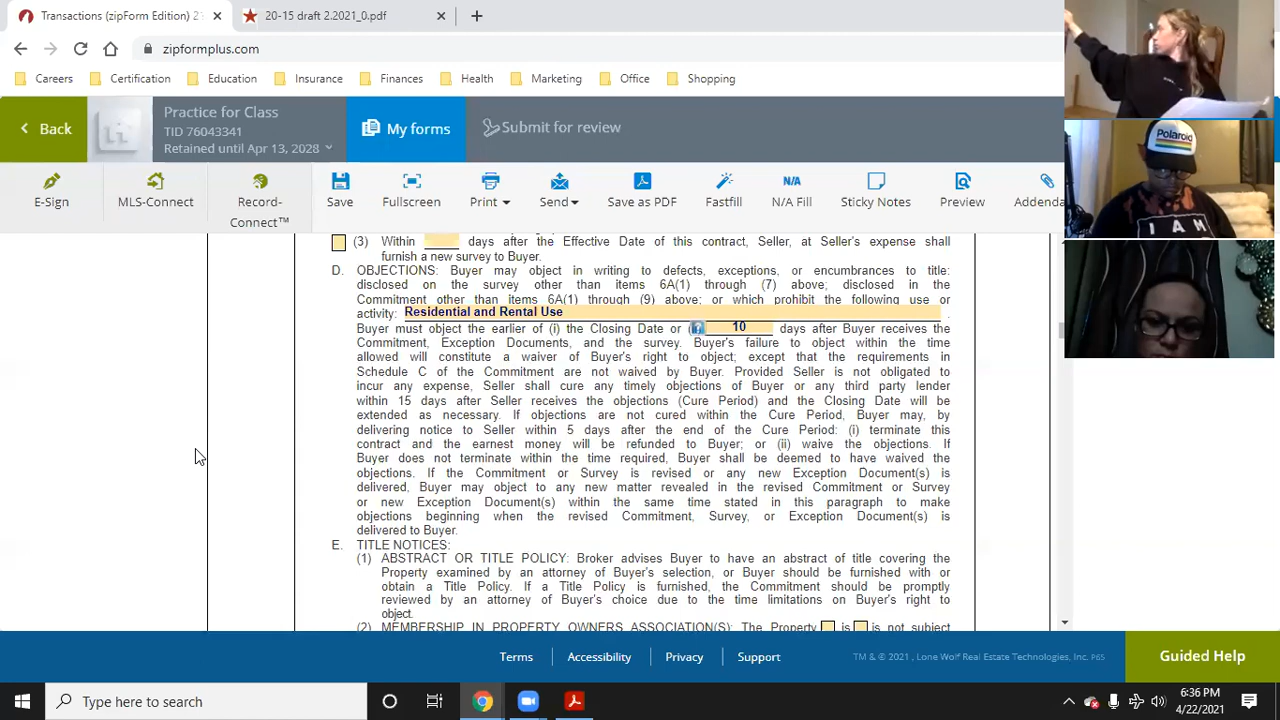 Transactions (zipForm Edition) 2
20-15 draft 2.2021_0.pdf
zipformplus.com
Careers
Certification
Education
Insurance
Finances
Health
Marketing
Office
Shopping
Back
Practice for Class
TID 76043341
Retained until Apr 13, 2028
My forms
Submit for review
E-Sign
MLS-Connect
Record-
Connect™
Save
Fullscreen
Print
Send
Save as PDF
N/A
Fastfill
N/A Fill
Sticky Notes
Preview
Addenda
(3) Within days after the Effective Date of this contract, Seller, at Seller's expense shall
furnish a new survey to Buyer.
D. OBJECTIONS: Buyer may object in writing to defects, exceptions, or encumbrances to title:
disclosed on the survey other than items 6A(1) through (7) above; disclosed in the
Commitment other than items 6A(1) through (9) above; or which prohibit the following use or
activity: Residential and Rental Use .
Buyer must object the earlier of (i) the Closing Date or ( 10 days after Buyer receives the
Commitment, Exception Documents, and the survey. Buyer's failure to object within the time
allowed will constitute a waiver of Buyer's right to object; except that the requirements in
Schedule C of the Commitment are not waived by Buyer. Provided Seller is not obligated to
incur any expense, Seller shall cure any timely objections of Buyer or any third party lender
within 15 days after Seller receives the objections (Cure Period) and the Closing Date will be
extended as necessary. If objections are not cured within the Cure Period, Buyer may, by
delivering notice to Seller within 5 days after the end of the Cure Period: (i) terminate this
contract and the earnest money will be refunded to Buyer; or (ii) waive the objections. If
Buyer does not terminate within the time required, Buyer shall be deemed to have waived the
objections. If the Commitment or Survey is revised or any new Exception Document(s) is
delivered, Buyer may object to any new matter revealed in the revised Commitment or Survey
or new Exception Document(s) within the same time stated in this paragraph to make
objections beginning when the revised Commitment, Survey, or Exception Document(s) is
delivered to Buyer.
E. TITLE NOTICES:
(1) ABSTRACT OR TITLE POLICY: Broker advises Buyer to have an abstract of title covering the
Property examined by an attorney of Buyer's selection, or Buyer should be furnished with or
obtain a Title Policy. If a Title Policy is furnished, the Commitment should be promptly
reviewed by an attorney of Buyer's choice due to the time limitations on Buyer's right to
object.
(2) MEMBERSHIP IN PROPERTY OWNERS ASSOCIATION(S): The Property is is not subject
Terms
Accessibility
Privacy
Support
TM & © 2021 , Lone Wolf Real Estate Technologies, Inc. P65
Guided Help
Type here to search
6:36 PM
4/22/2021
Polaroid
I AM